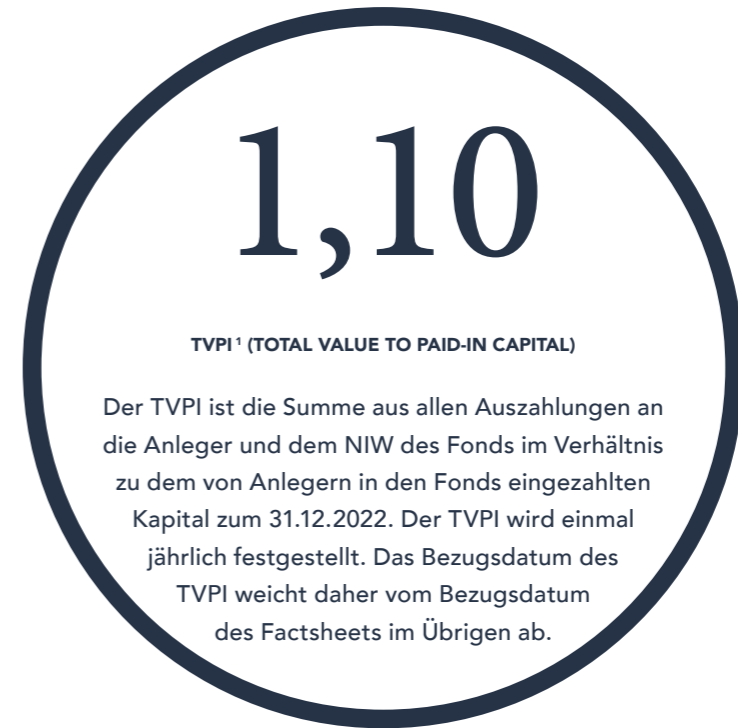 1,10
TVPI ¹ (TOTAL VALUE TO PAID-IN CAPITAL)
Der TVPI ist die Summe aus allen Auszahlungen an
die Anleger und dem NIW des Fonds im Verhältnis
zu dem von Anlegern in den Fonds eingezahlten
Kapital zum 31.12.2022. Der TVPI wird einmal
jährlich festgestellt. Das Bezugsdatum des
TVPI weicht daher vom Bezugsdatum
des Factsheets im Übrigen ab.